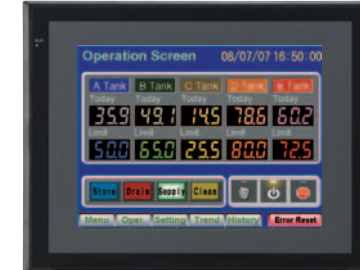 Operation Screen 08/07/07 16:50:00
A Tank B Tank C Tank D Tank E Tank
Today Today Today Today Today
35.9 49.1 14.5 78.6 60.2
Limit Limit Limit Limit Limit
50.0 65.0 25.5 80.0 72.5
Store Drain Supply Clean
Menu Oper. Setting Trend History Error Reset